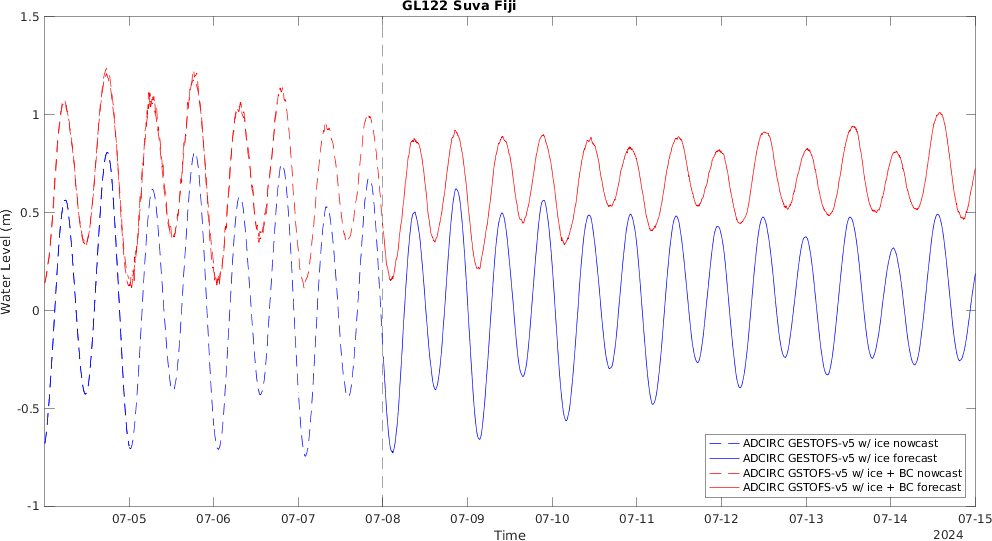 GL122 Suva Fiji
1.5
1
0.5
0
-0.5
-1
Water Level (m)
ADCIRC GESTOFS-v5 w/ ice nowcast
ADCIRC GESTOFS-v5 w/ ice forecast
ADCIRC GSTOFS-v5 w/ ice + BC nowcast
ADCIRC GSTOFS-v5 w/ ice + BC forecast
07-05 07-06 07-07 07-08 07-09 07-10 07-11 07-12 07-13 07-14 07-15
Time
2024